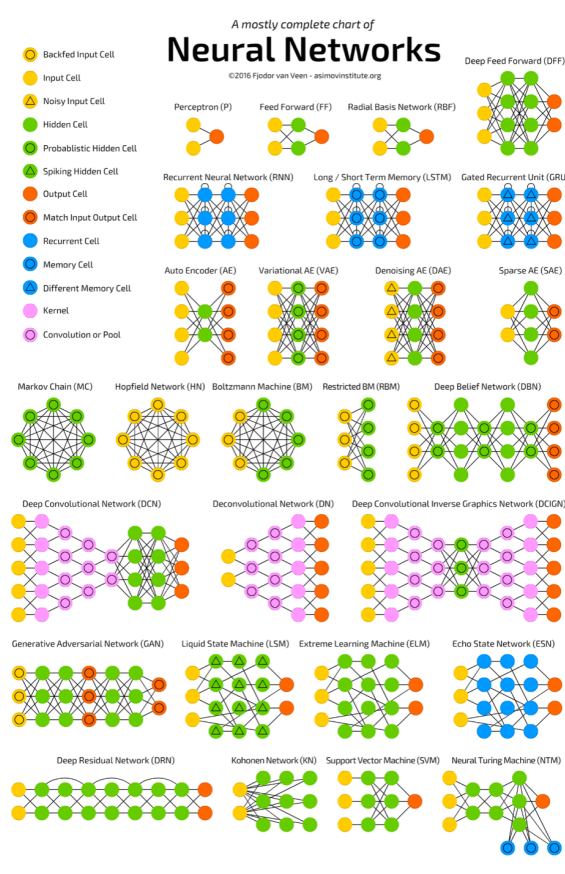 A mostly complete chart of
Neural Networks
©2016 Fjodor van Veen - asimovinstitute.org
Deep Feed Forward (DFF)
Backfed Input Cell
Input Cell
Noisy Input Cell
Hidden Cell
Probablistic Hidden Cell
Spiking Hidden Cell
Output Cell
Match Input Output Cell
Recurrent Cell
Memory Cell
Different Memory Cell
Kernel
Convolution or Pool
Perceptron (P)
Feed Forward (FF)
Radial Basis Network (RBF)
Recurrent Neural Network (RNN)
Long / Short Term Memory (LSTM)
Gated Recurrent Unit (GRU
Auto Encoder (AE)
Variational AE (VAE)
Denoising AE (DAE)
Sparse AE (SAE)
Markov Chain (MC)
Hopfield Network (HN)
Boltzmann Machine (BM)
Restricted BM (RBM)
Deep Belief Network (DBN)
Deep Convolutional Network (DCN)
Deconvolutional Network (DN)
Deep Convolutional Inverse Graphics Network (DCIGN)
Generative Adversarial Network (GAN)
Liquid State Machine (LSM)
Extreme Learning Machine (ELM)
Echo State Network (ESN)
Deep Residual Network (DRN)
Kohonen Network (KN)
Support Vector Machine (SVM)
Neural Turing Machine (NTM)